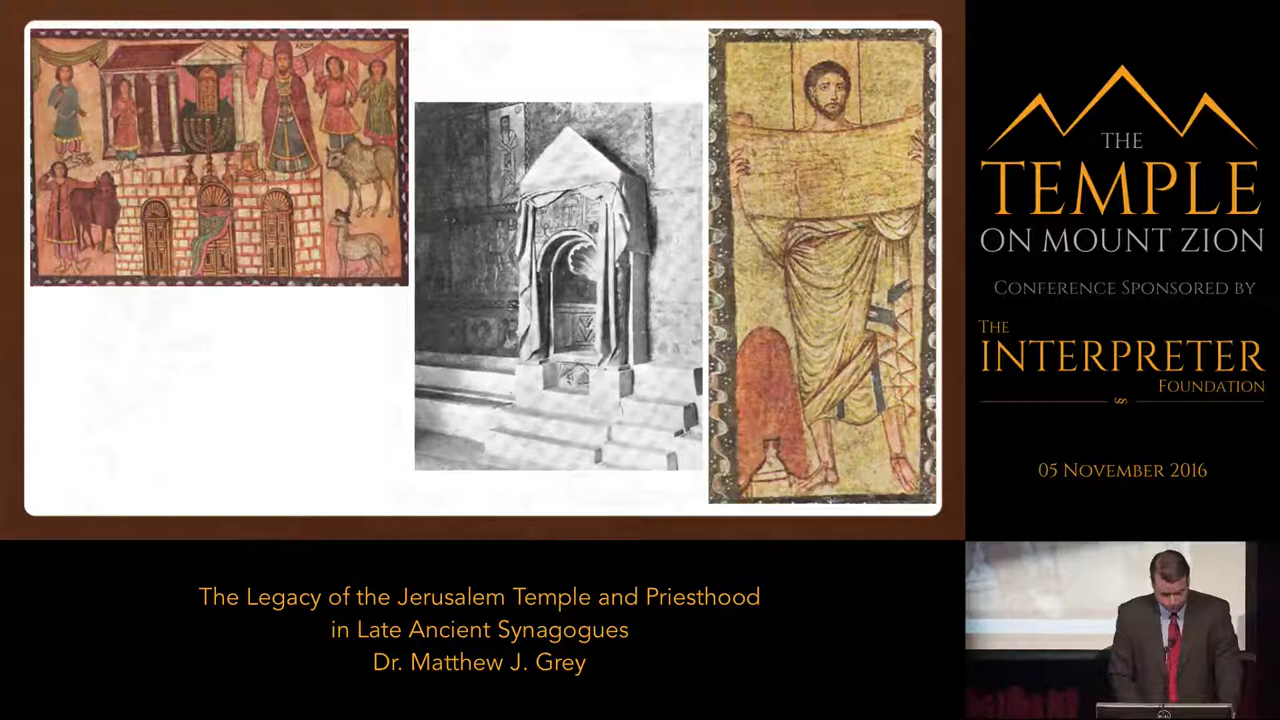 THE
TEMPLE
ON MOUNT ZION
CONFERENCE SPONSORED BY
THE
INTERPRETER
FOUNDATION
05 NOVEMBER 2016
The Legacy of the Jerusalem Temple and Priesthood
in Late Ancient Synagogues
Dr. Matthew J. Grey